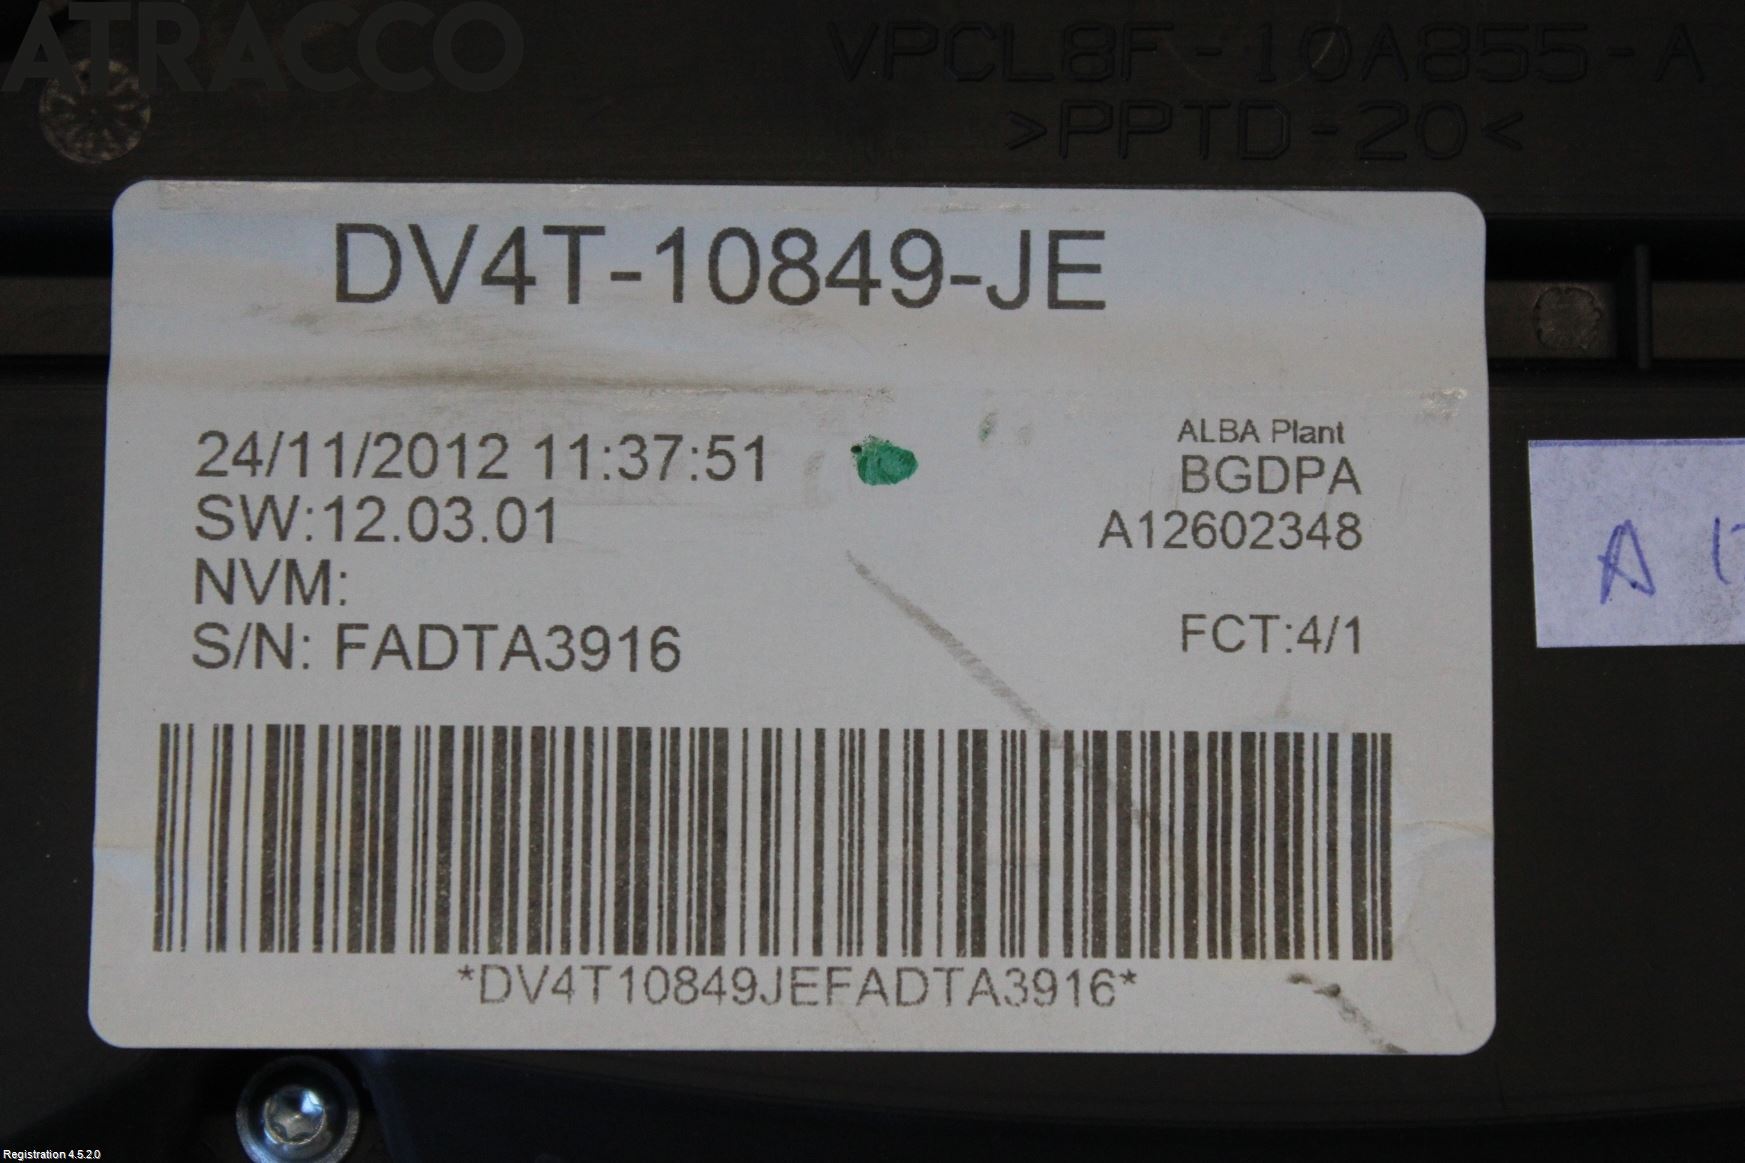 ATRACCO
VPCL8F-10A855-A
>PPTD-20<
DV4T-10849-JE
24/11/2012 11:37:51
SW:12.03.01
NVM:
S/N: FADTA3916
ALBA Plant
BGDPA
A12602348
FCT:4/1
A
*DV4T10849JEFADTA3916*
Registration 4.5.2.0